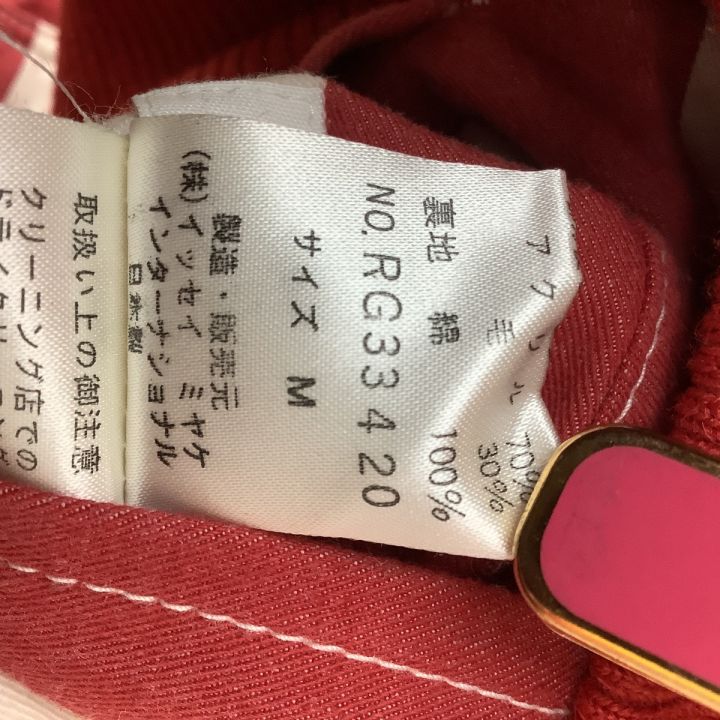 アクリル 70%
毛 30%
裏地 綿 100%
NO.RG33420
サイズ M
製造・販売元
(株)イッセイ ミヤケ
インターナショナル
日本製
取扱い上の御注意
クリーニング店での